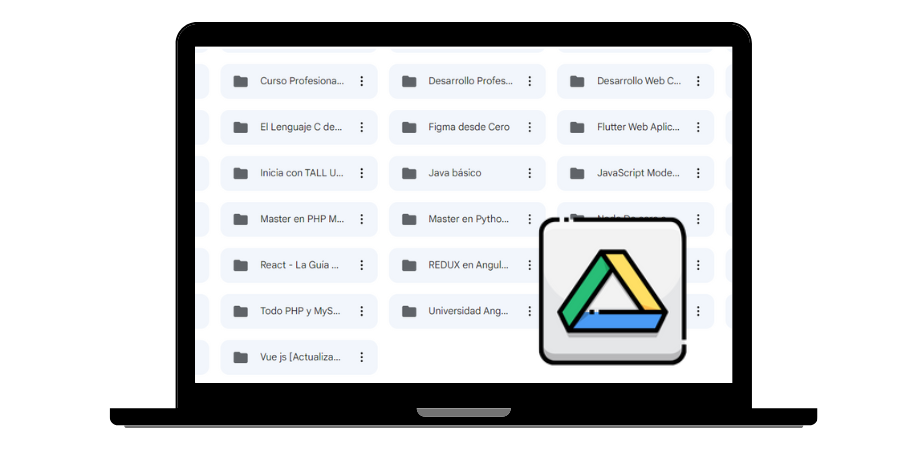 Curso Profesiona... Desarrollo Profes... Desarrollo Web C...
El Lenguaje C de... Figma desde Cero Flutter Web Aplic...
Inicia con TALL U... Java básico JavaScript Mode...
Master en PHP M... Master en Pytho...
React - La Guía ... REDUX en Angul...
Todo PHP y MyS... Universidad Ang...
Vue js [Actualiza...